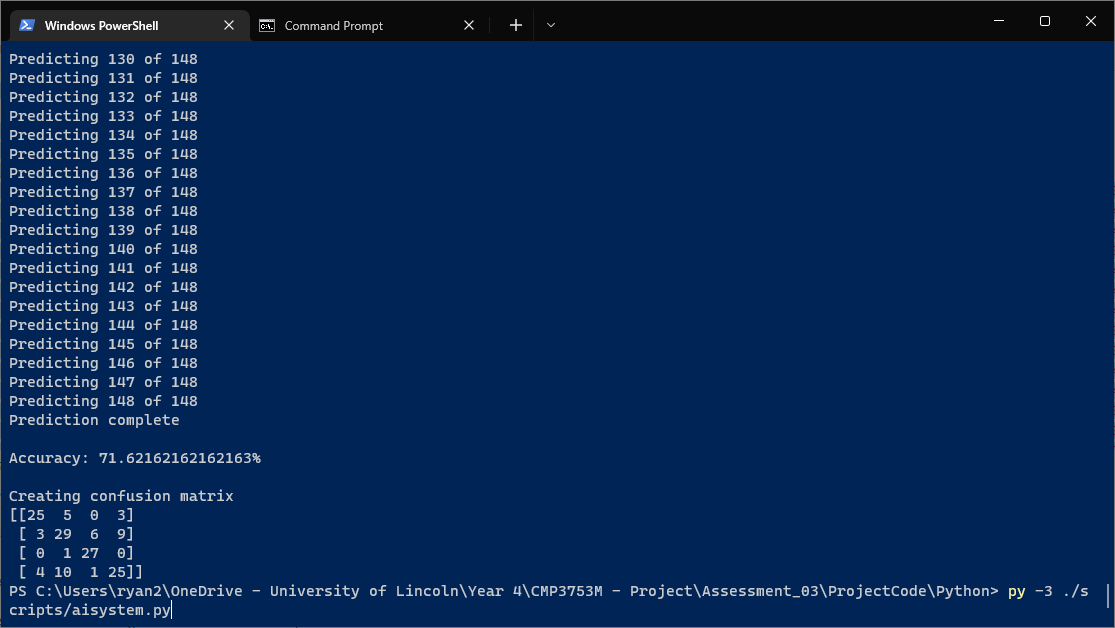 Windows PowerShell
Command Prompt
Predicting 130 of 148
Predicting 131 of 148
Predicting 132 of 148
Predicting 133 of 148
Predicting 134 of 148
Predicting 135 of 148
Predicting 136 of 148
Predicting 137 of 148
Predicting 138 of 148
Predicting 139 of 148
Predicting 140 of 148
Predicting 141 of 148
Predicting 142 of 148
Predicting 143 of 148
Predicting 144 of 148
Predicting 145 of 148
Predicting 146 of 148
Predicting 147 of 148
Predicting 148 of 148
Prediction complete
Accuracy: 71.62162162162163%
Creating confusion matrix
[[25  5  0  3]
 [ 3 29  6  9]
 [ 0  1 27  0]
 [ 4 10  1 25]]
PS C:\Users\ryan2\OneDrive - University of Lincoln\Year 4\CMP3753M - Project\Assessment_03\ProjectCode\Python> py -3 ./s
cripts/aisystem.py